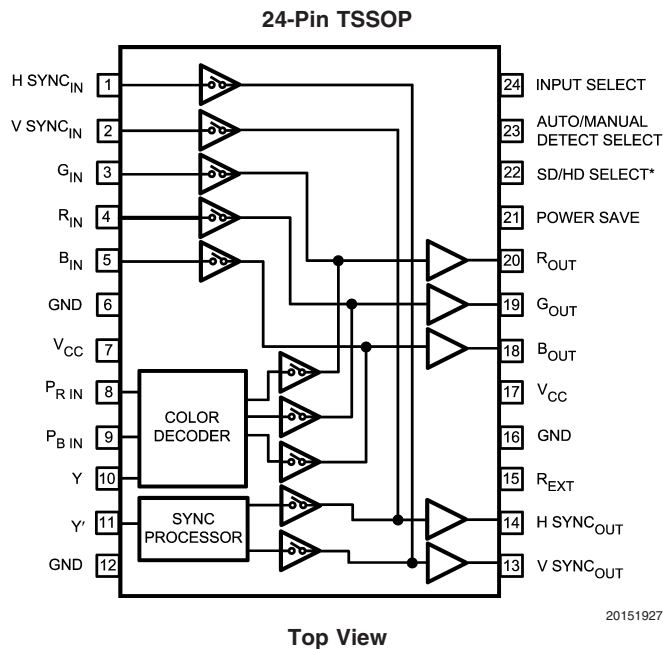 24-Pin TSSOP
H SYNC_IN 1
V SYNC_IN 2
G_IN 3
R_IN 4
B_IN 5
GND 6
V_CC 7
P_R IN 8
P_B IN 9
Y 10
Y' 11
GND 12
COLOR
DECODER
SYNC
PROCESSOR
24 INPUT SELECT
23 AUTO/MANUAL
DETECT SELECT
22 SD/HD SELECT*
21 POWER SAVE
20 R_OUT
19 G_OUT
18 B_OUT
17 V_CC
16 GND
15 R_EXT
14 H SYNC_OUT
13 V SYNC_OUT
20151927
Top View